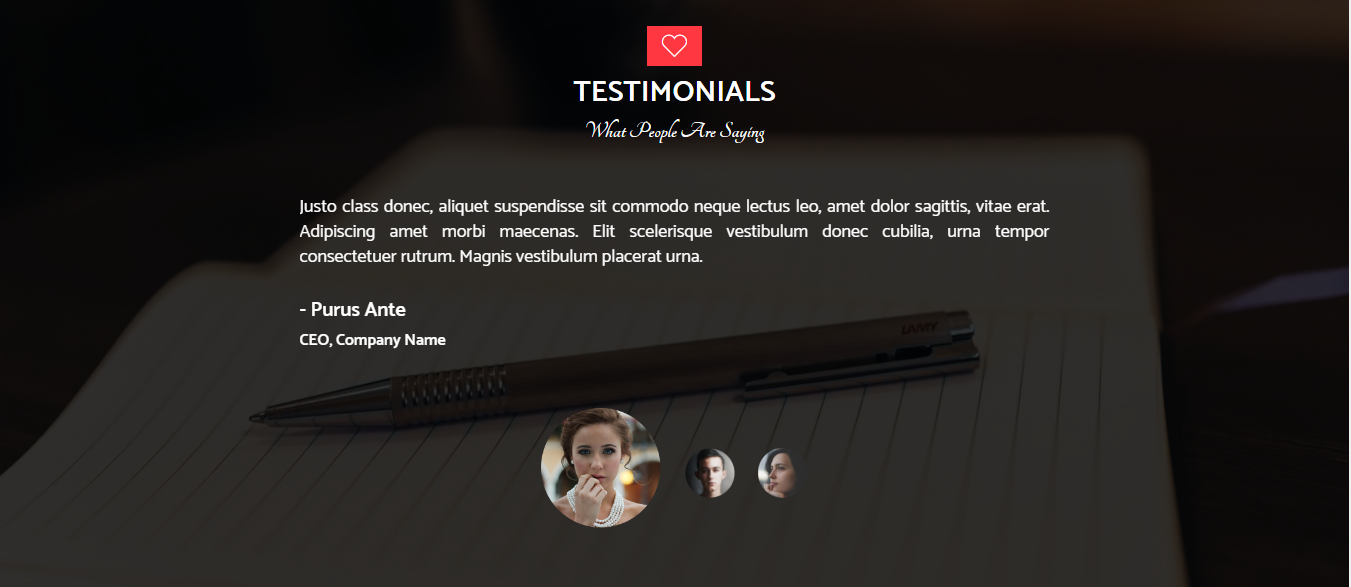 TESTIMONIALS
What People Are Saying
Justo class donec, aliquet suspendisse sit commodo neque lectus leo, amet dolor sagittis, vitae erat.
Adipiscing amet morbi maecenas. Elit scelerisque vestibulum donec cubilia, urna tempor
consectetuer rutrum. Magnis vestibulum placerat urna.
- Purus Ante
LAMY
CEO, Company Name